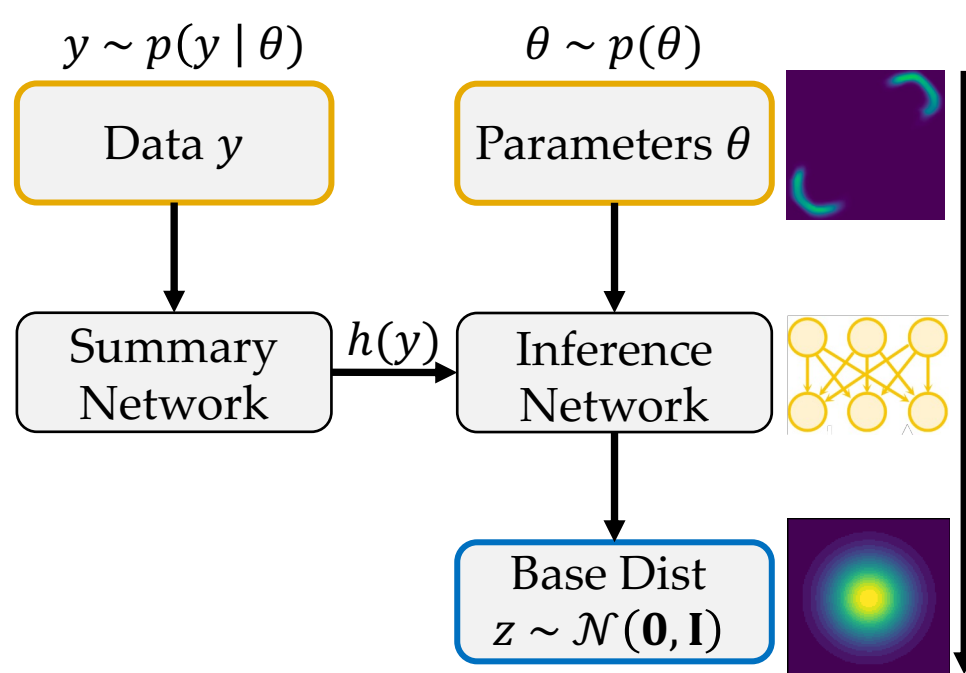 y ~ p(y | θ)
θ ~ p(θ)
Data y
Parameters θ
Summary
Network
h(y)
Inference
Network
Base Dist
z ~ 𝒩(𝟎, 𝐈)